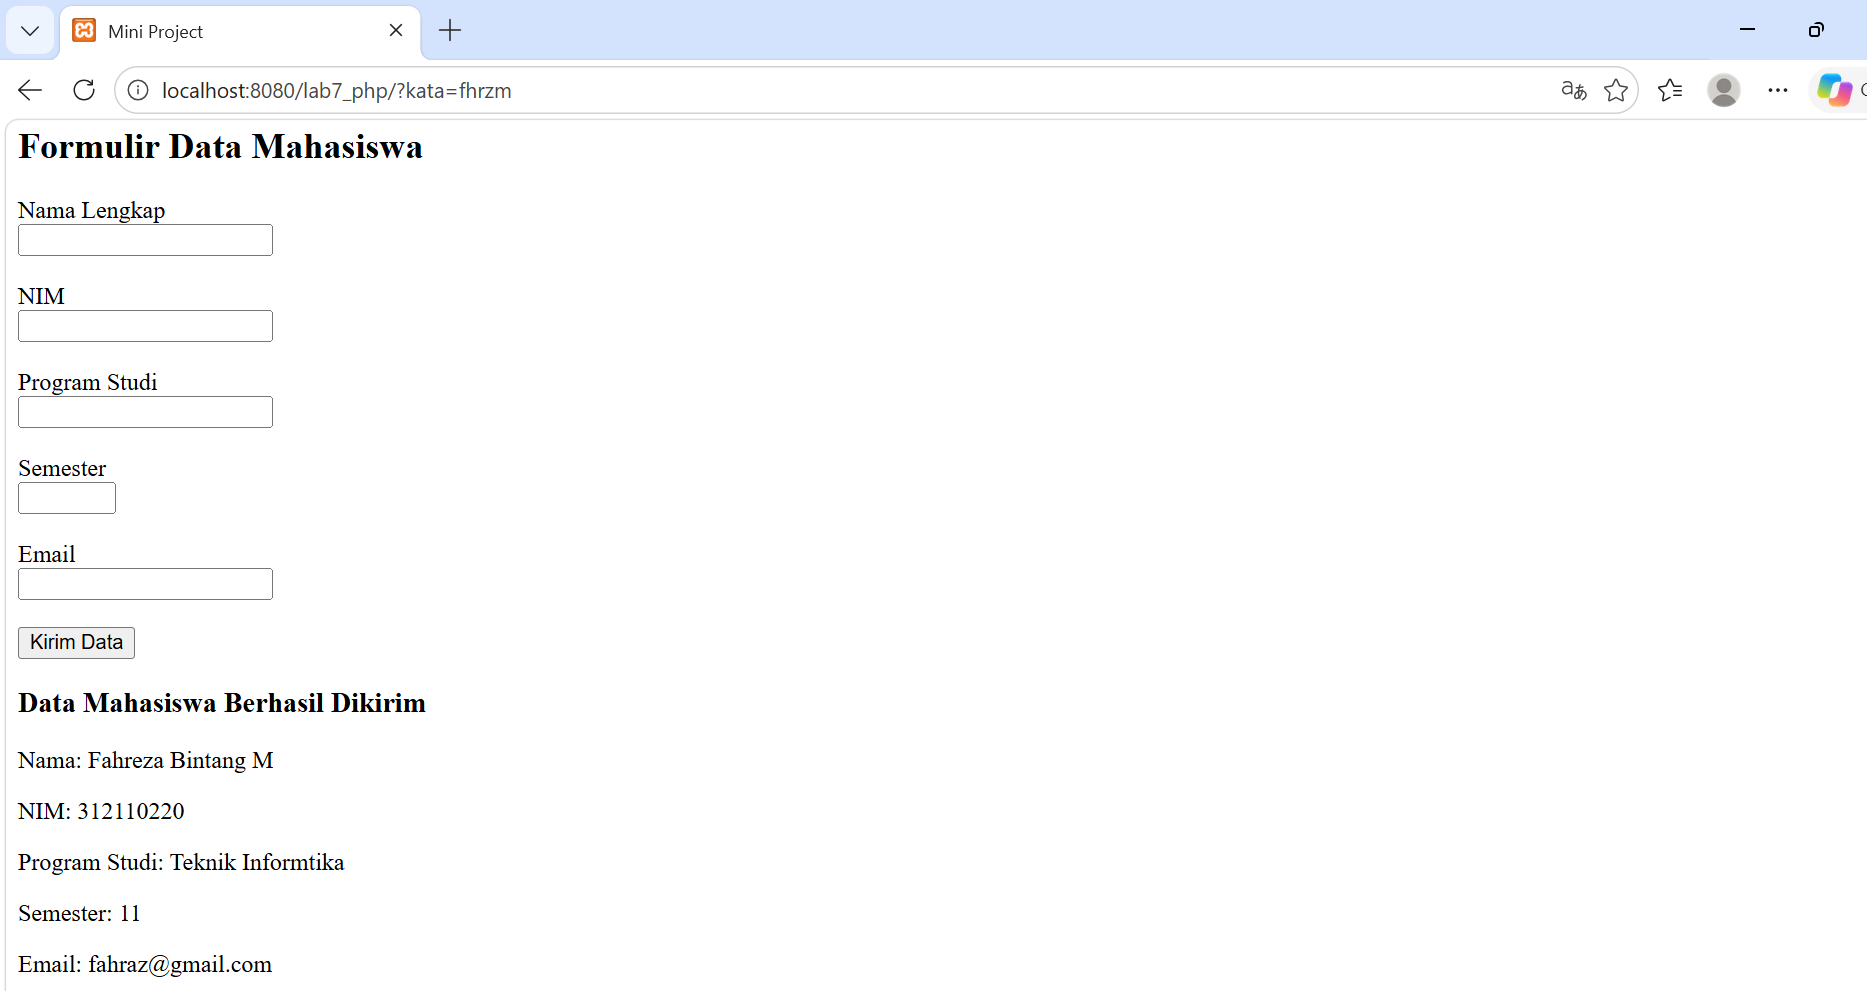 Mini Project
localhost:8080/lab7_php/?kata=fhrzm
Formulir Data Mahasiswa
Nama Lengkap
NIM
Program Studi
Semester
Email
Kirim Data
Data Mahasiswa Berhasil Dikirim
Nama: Fahreza Bintang M
NIM: 312110220
Program Studi: Teknik Informtika
Semester: 11
Email: fahraz@gmail.com